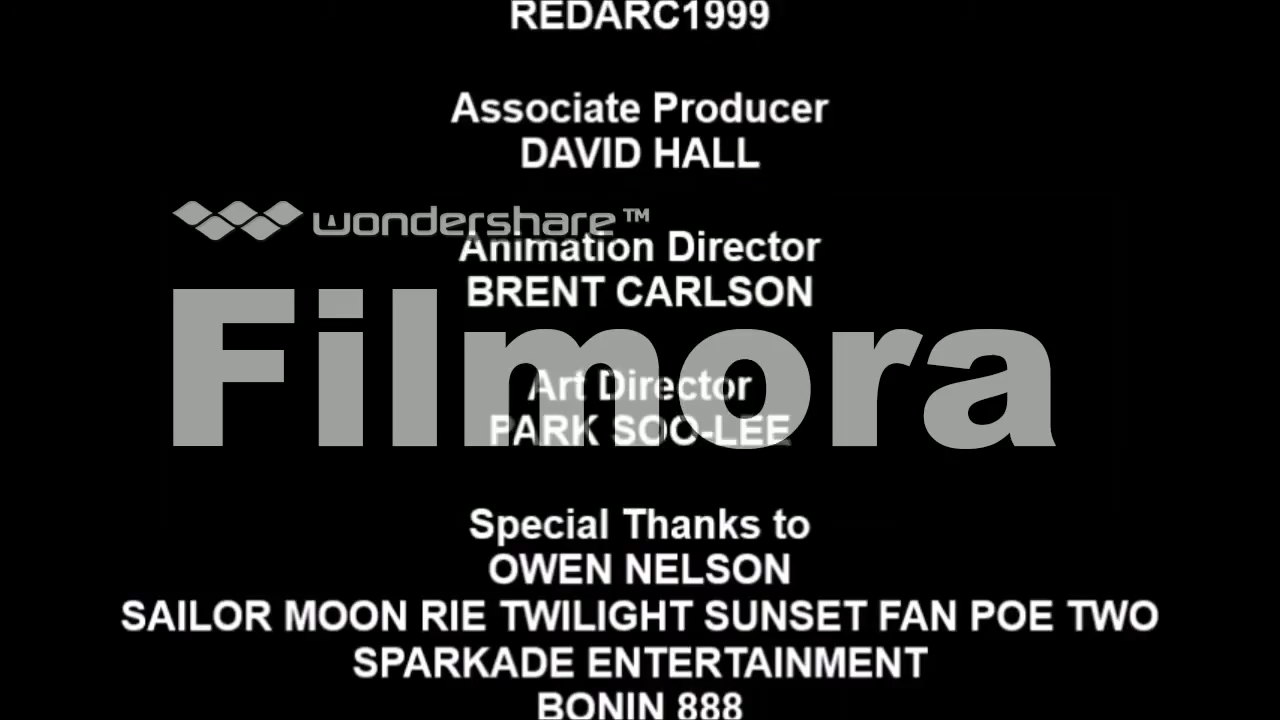 REDARC1999
Associate Producer
DAVID HALL
wondershare™
Animation Director
BRENT CARLSON
Filmora
Art Director
PARK SOO-LEE
Special Thanks to
OWEN NELSON
SAILOR MOON RIE TWILIGHT SUNSET FAN POE TWO
SPARKADE ENTERTAINMENT
BONIN 888